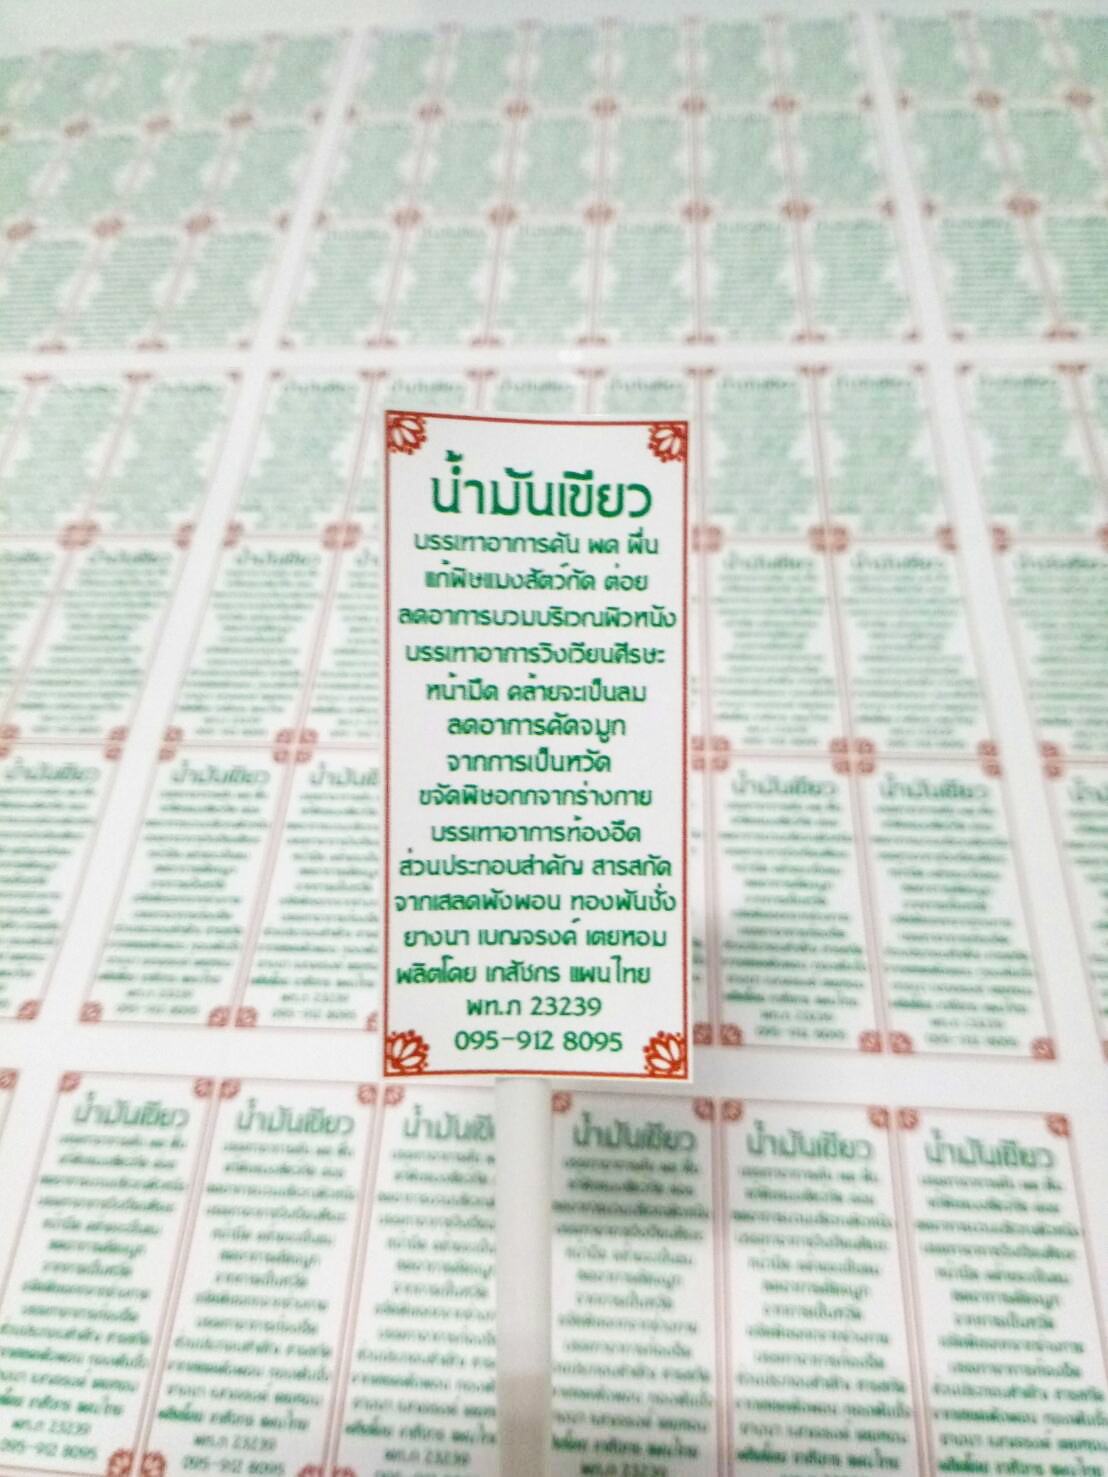 น้ำมันเขียว
บรรเทาอาการคัน พด ผื่น
แก้พิษแมงสัตว์กัด ต่อย
ลดอาการบวมบริเวณผิวหนัง
บรรเทาอาการวิงเวียนศีรษะ
หน้ามืด คล้ายจะเป็นลม
ลดอาการคัดจมูก
จากการเป็นหวัด
ขจัดพิษอกกจากร่างกาย
บรรเทาอาการท้องอืด
ส่วนประกอบสำคัญ สารสกัด
จากเสลดพังพอน ทองพันชั่ง
ยางนา เบญจรงค์ เตยหอม
ผลิตโดย เภสัชกร แผนไทย
พท.ภ 23239
095-912 8095